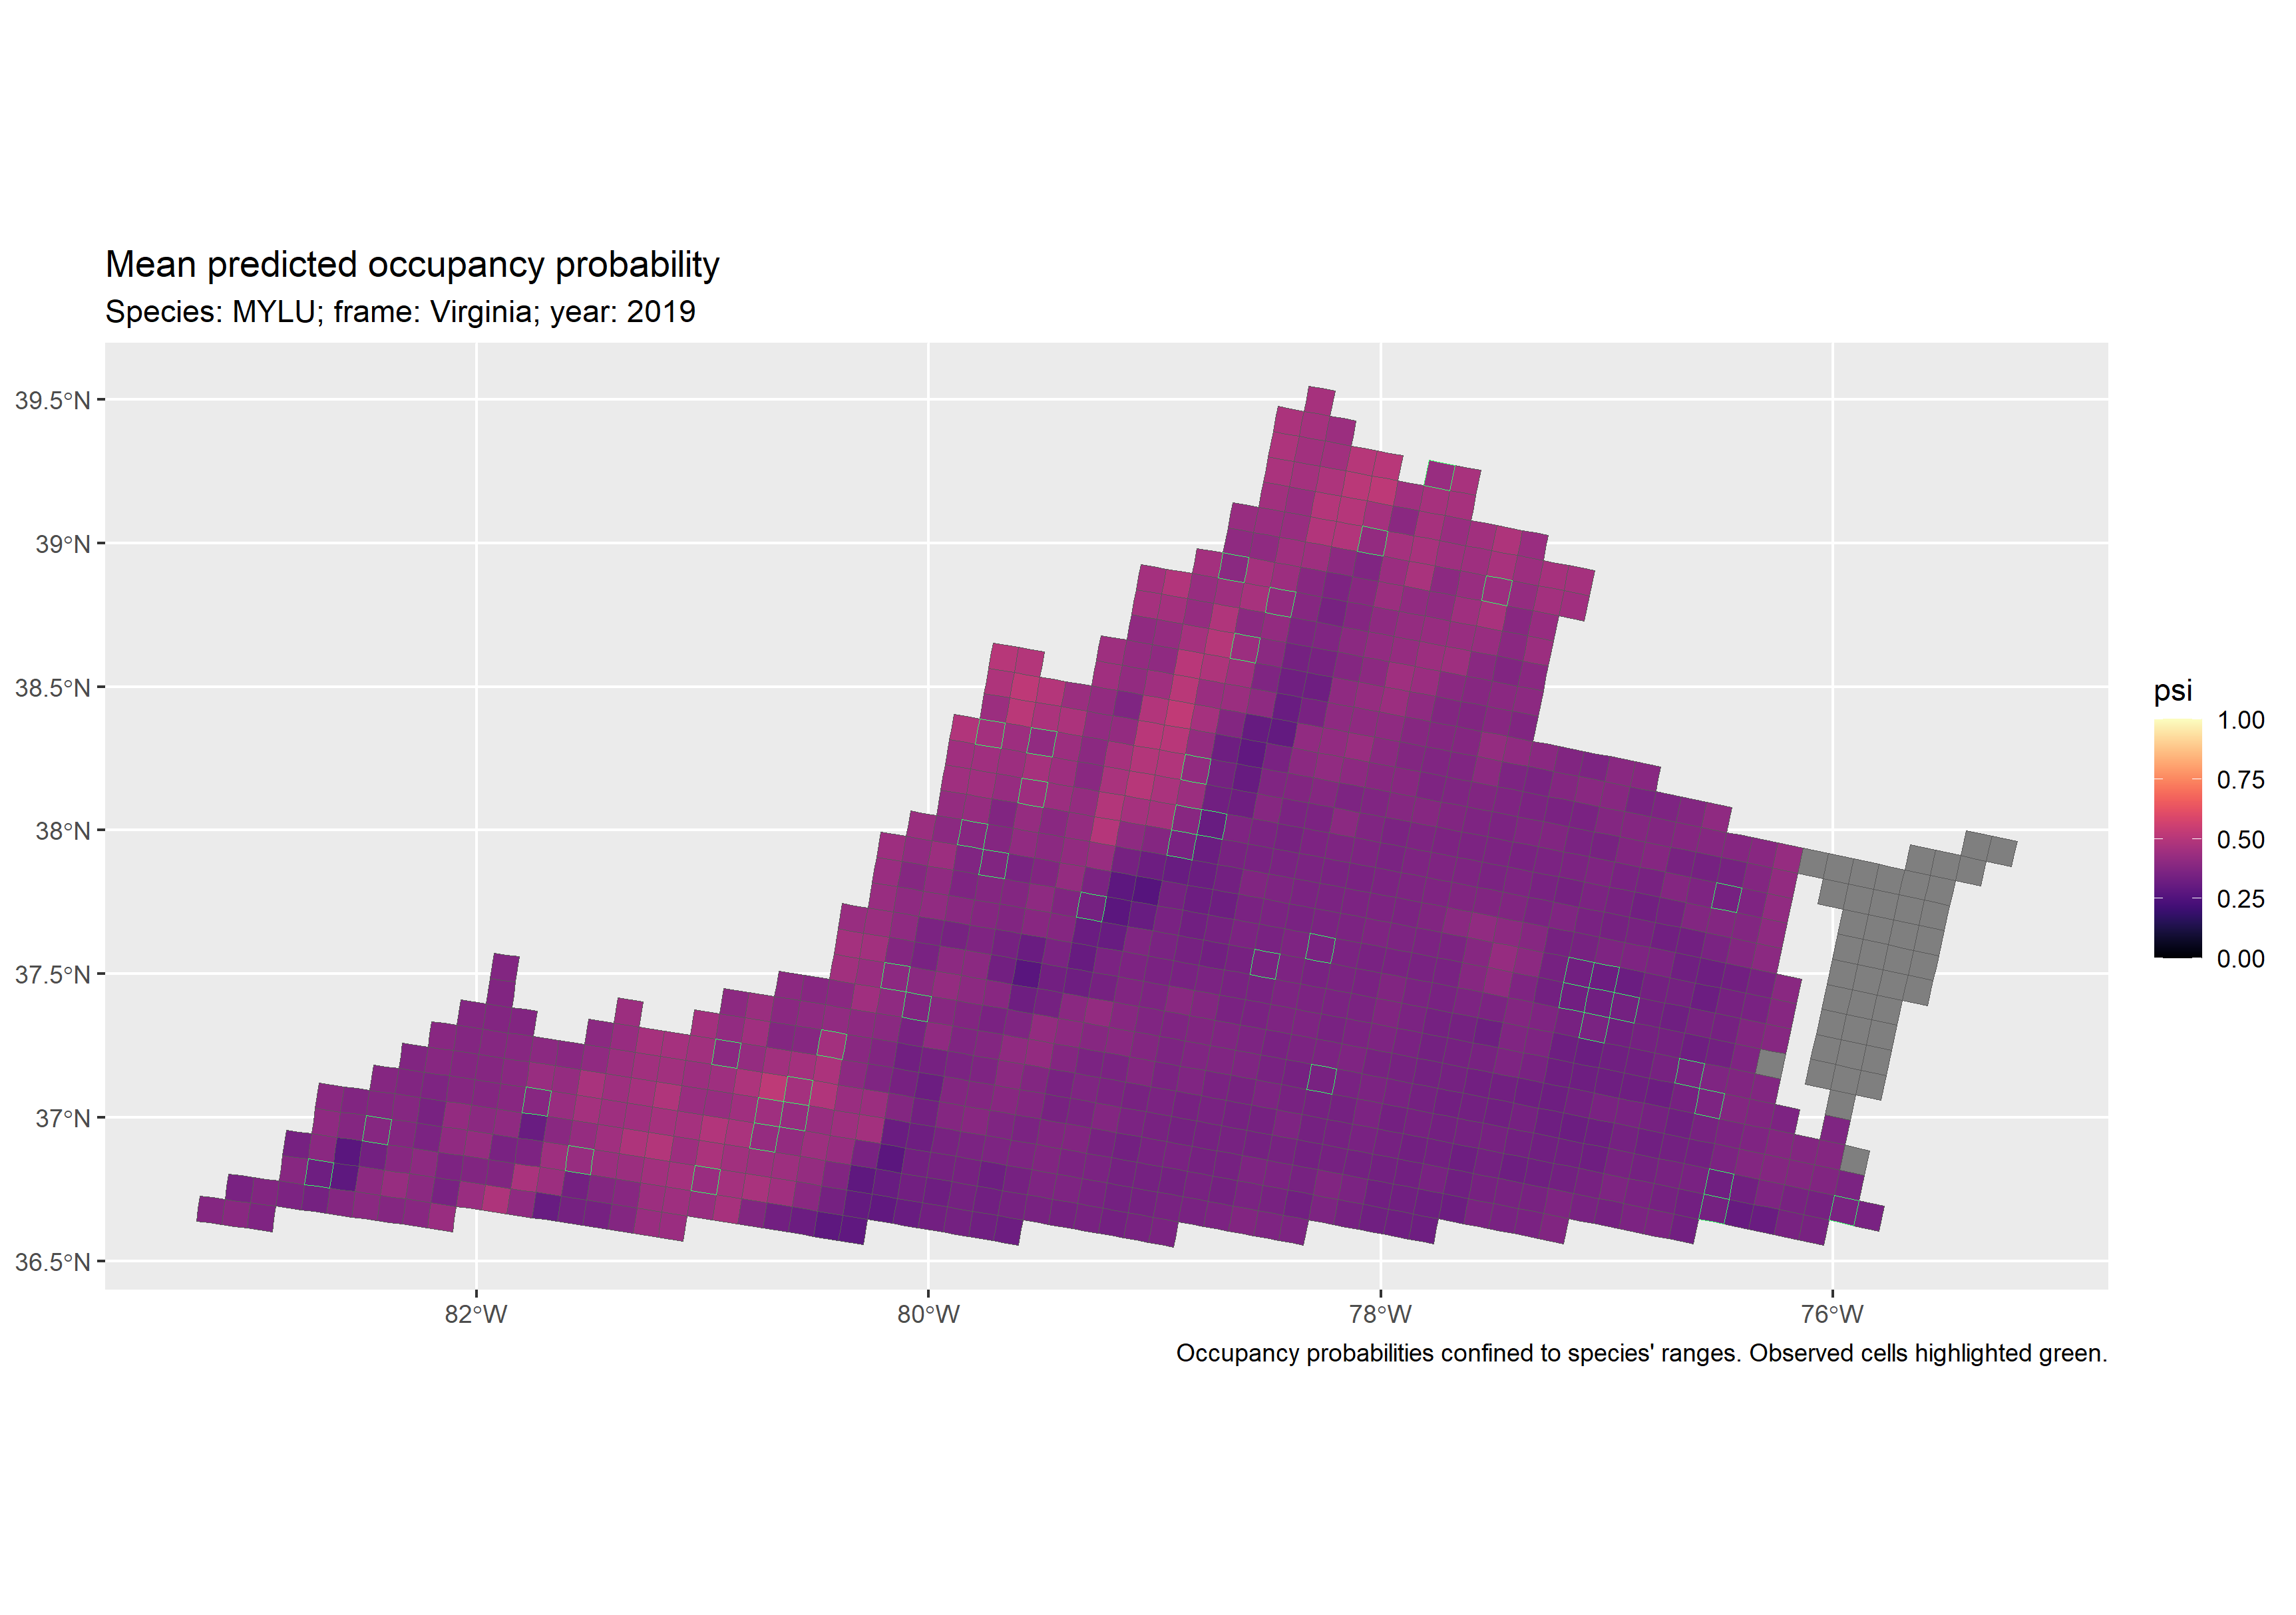 Mean predicted occupancy probability
Species: MYLU; frame: Virginia; year: 2019
39.5°N
39°N
38.5°N
38°N
37.5°N
37°N
36.5°N
82°W
80°W
78°W
76°W
psi
1.00
0.75
0.50
0.25
0.00
Occupancy probabilities confined to species' ranges. Observed cells highlighted green.